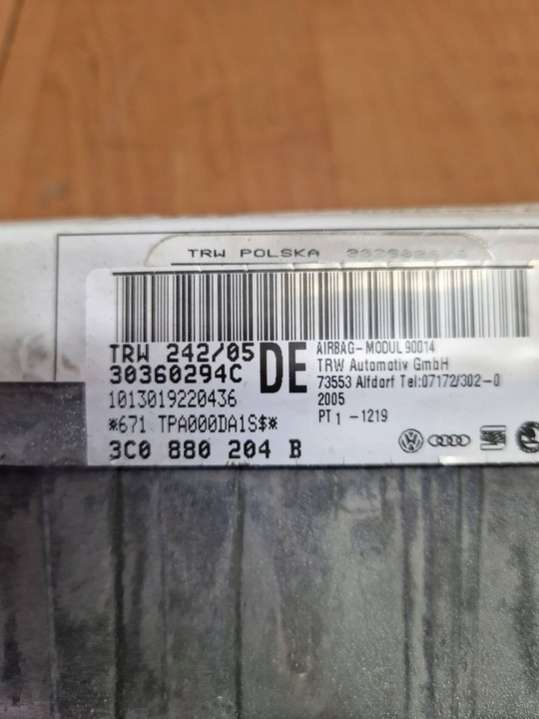 TRW POLSKA
TRW 242/05
30360294C
DE
1013019220436
*671 TPA000DA1S$*
3C0 880 204 B
AIRBAG-MODUL 90014
TRW Automotiv GmbH
73553 Alfdorf Tel:07172/302-0
2005
PT1 -1219